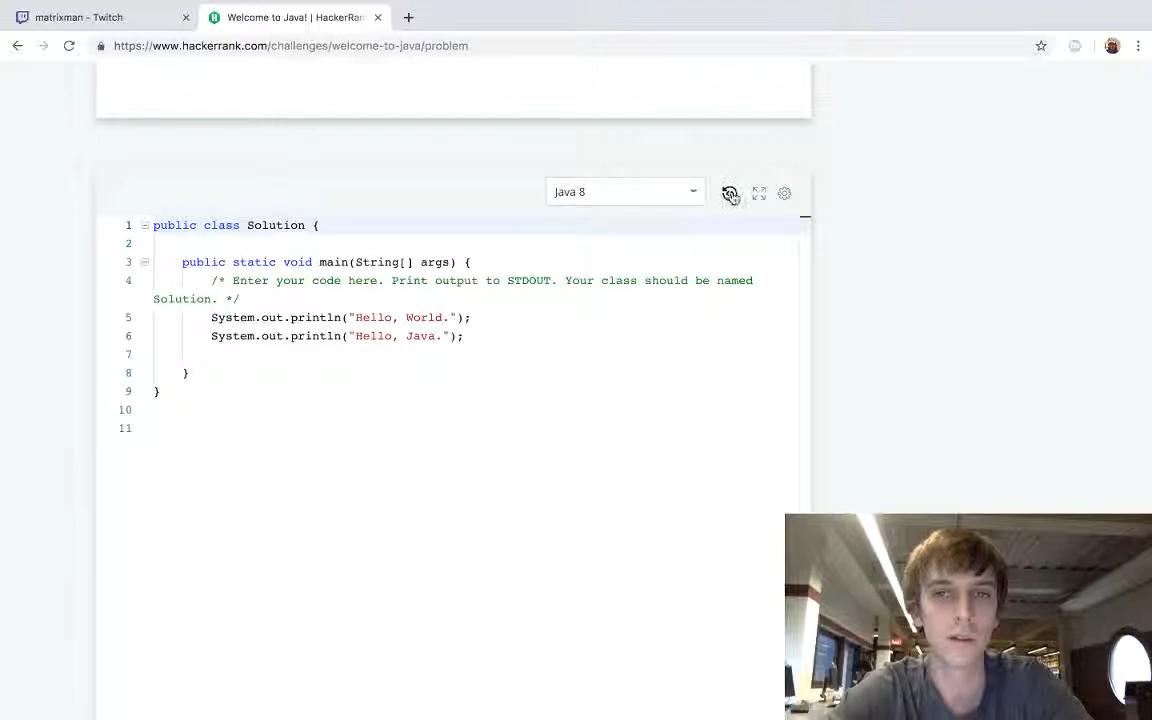 matrixman - Twitch
Welcome to Java! | HackerRan
https://www.hackerrank.com/challenges/welcome-to-java/problem
Java 8
1 public class Solution {
2
3 public static void main(String[] args) {
4 /* Enter your code here. Print output to STDOUT. Your class should be named
Solution. */
5 System.out.println("Hello, World.");
6 System.out.println("Hello, Java.");
7
8 }
9 }
10
11